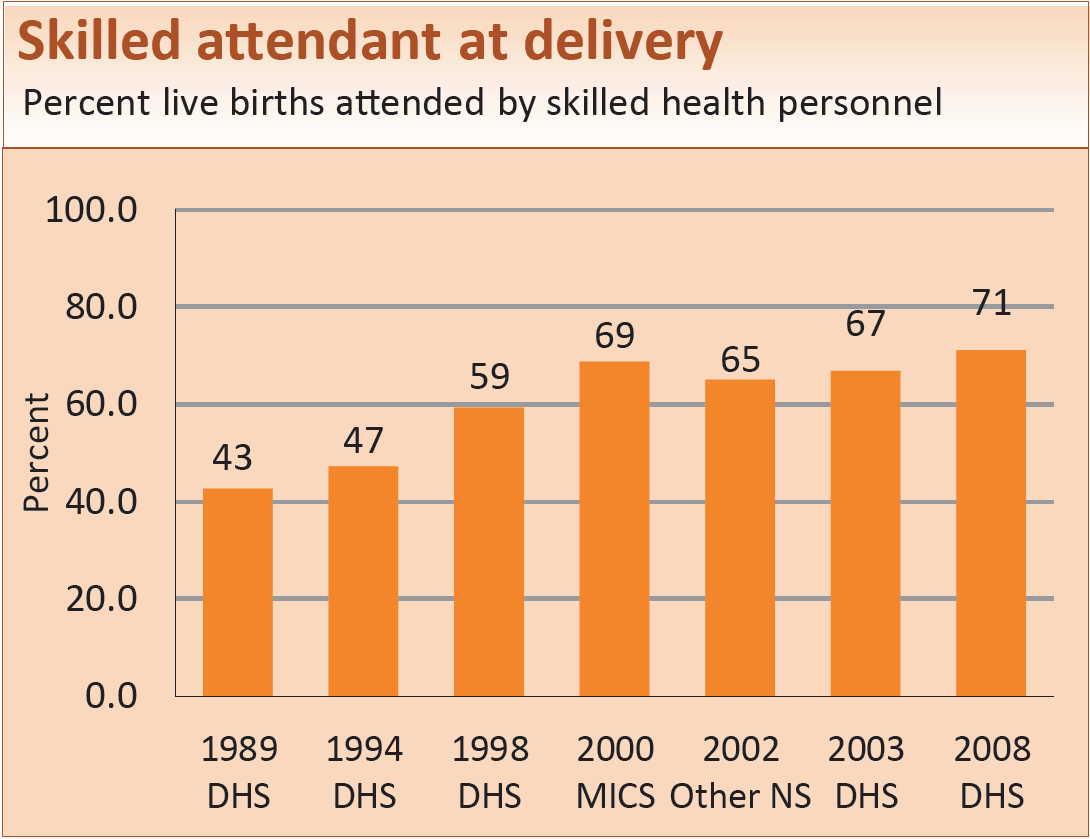 Skilled attendant at delivery
Percent live births attended by skilled health personnel
Percent
100.0
80.0
60.0
40.0
20.0
0.0
43
47
59
69
65
67
71
1989 1994 1998 2000 2002 2003 2008
DHS DHS DHS MICS Other NS DHS DHS